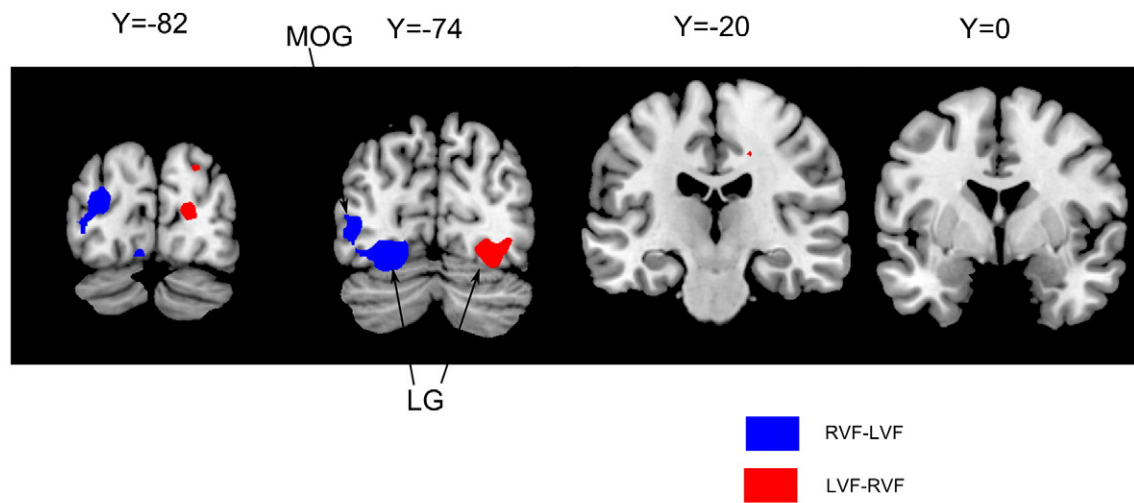 Y=-82
MOG
Y=-74
Y=-20
Y=0
LG
RVF-LVF
LVF-RVF